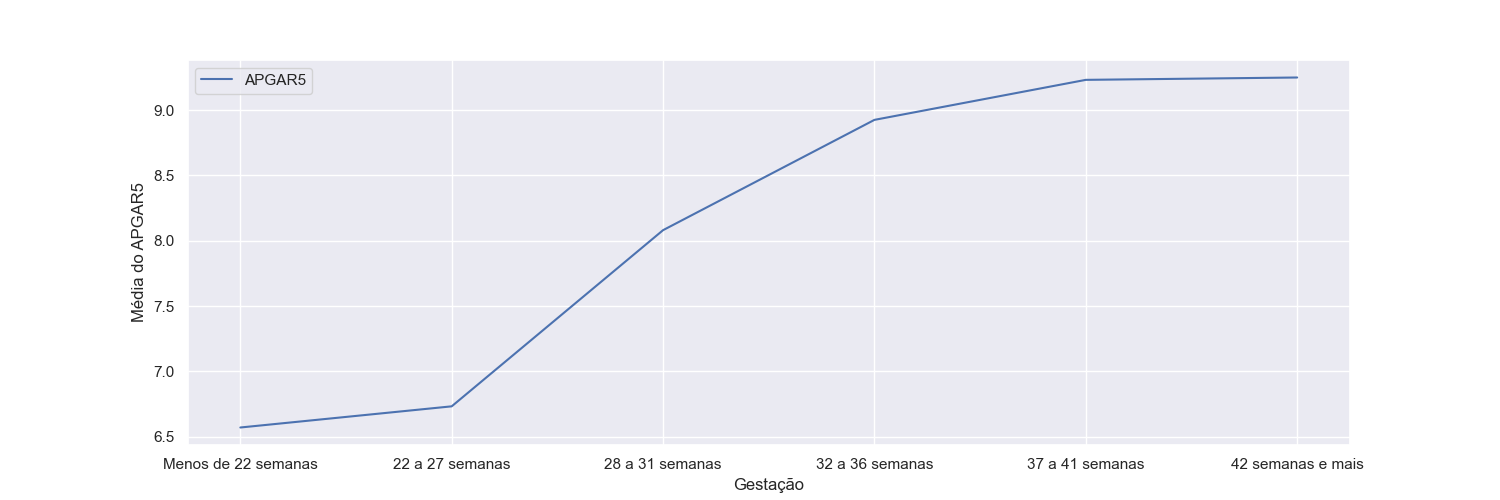 APGAR5
Média do APGAR5
9.0
8.5
8.0
7.5
7.0
6.5
Menos de 22 semanas
22 a 27 semanas
28 a 31 semanas
32 a 36 semanas
37 a 41 semanas
42 semanas e mais
Gestação